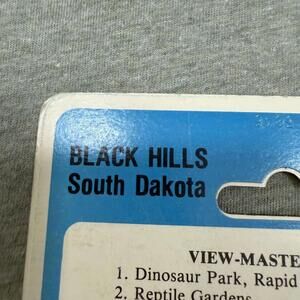 BLACK HILLS
South Dakota
VIEW-MASTE
1. Dinosaur Park, Rapid
2. Reptile Gardens